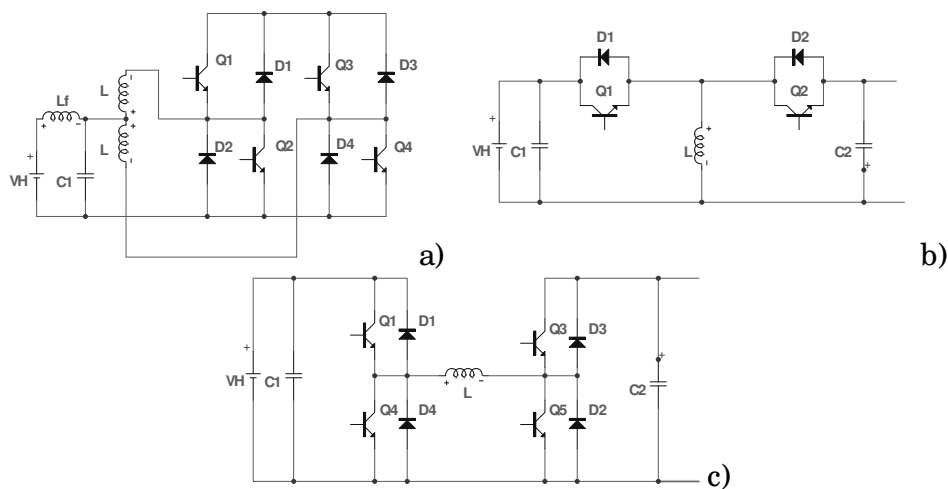 Q1
D1
Q3
D3
L
Lf
+ -
+ -
+ -
D2
Q2
D4
Q4
+
VH
C1
a)
D1
D2
Q1
Q2
+
VH
C1
L
+ -
C2
+
b)
Q1
D1
Q3
D3
+
VH
C1
+ -
L
Q4
D4
Q5
D2
+
C2
c)